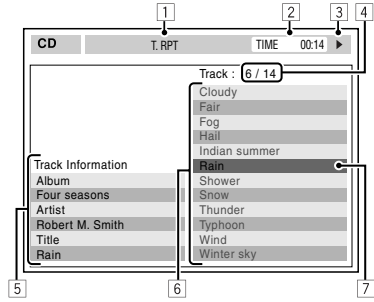 1 2 3 4
CD T. RPT TIME 00:14
Track : 6 / 14
Cloudy
Fair
Fog
Hail
Indian summer
Rain
Shower
Snow
Thunder
Typhoon
Wind
Winter sky
Track Information
Album
Four seasons
Artist
Robert M. Smith
Title
Rain
5 6 7